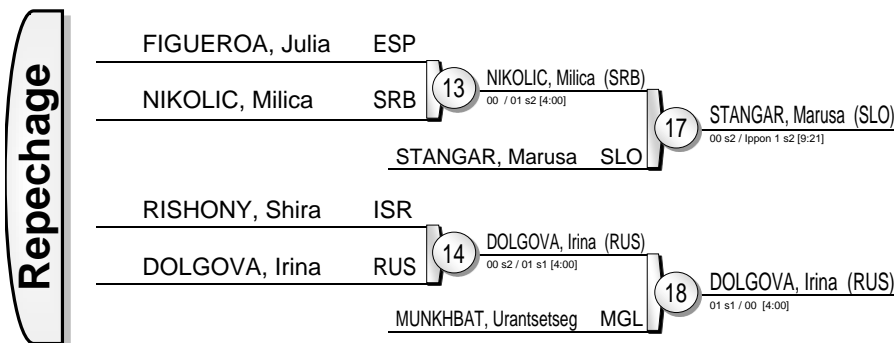 Repechage
FIGUEROA, Julia ESP
NIKOLIC, Milica SRB
13
NIKOLIC, Milica (SRB)
00 / 01 s2 [4:00]
STANGAR, Marusa SLO
17
STANGAR, Marusa (SLO)
00 s2 / Ippon 1 s2 [9:21]
RISHONY, Shira ISR
DOLGOVA, Irina RUS
14
DOLGOVA, Irina (RUS)
00 s2 / 01 s1 [4:00]
MUNKHBAT, Urantsetseg MGL
18
DOLGOVA, Irina (RUS)
01 s1 / 00 [4:00]